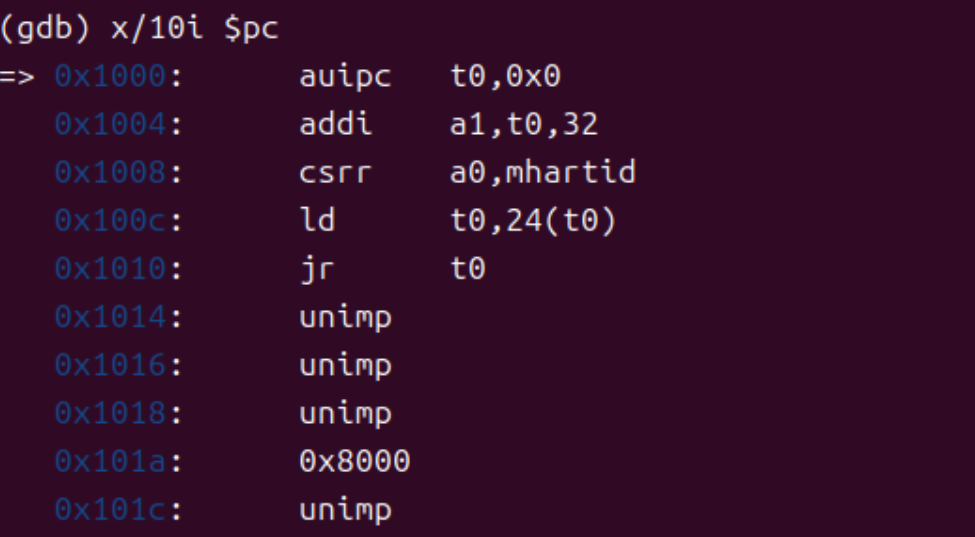 (gdb) x/10i $pc
=> 0x1000: auipc t0,0x0
0x1004: addi a1,t0,32
0x1008: csrr a0,mhartid
0x100c: ld t0,24(t0)
0x1010: jr t0
0x1014: unimp
0x1016: unimp
0x1018: unimp
0x101a: 0x8000
0x101c: unimp